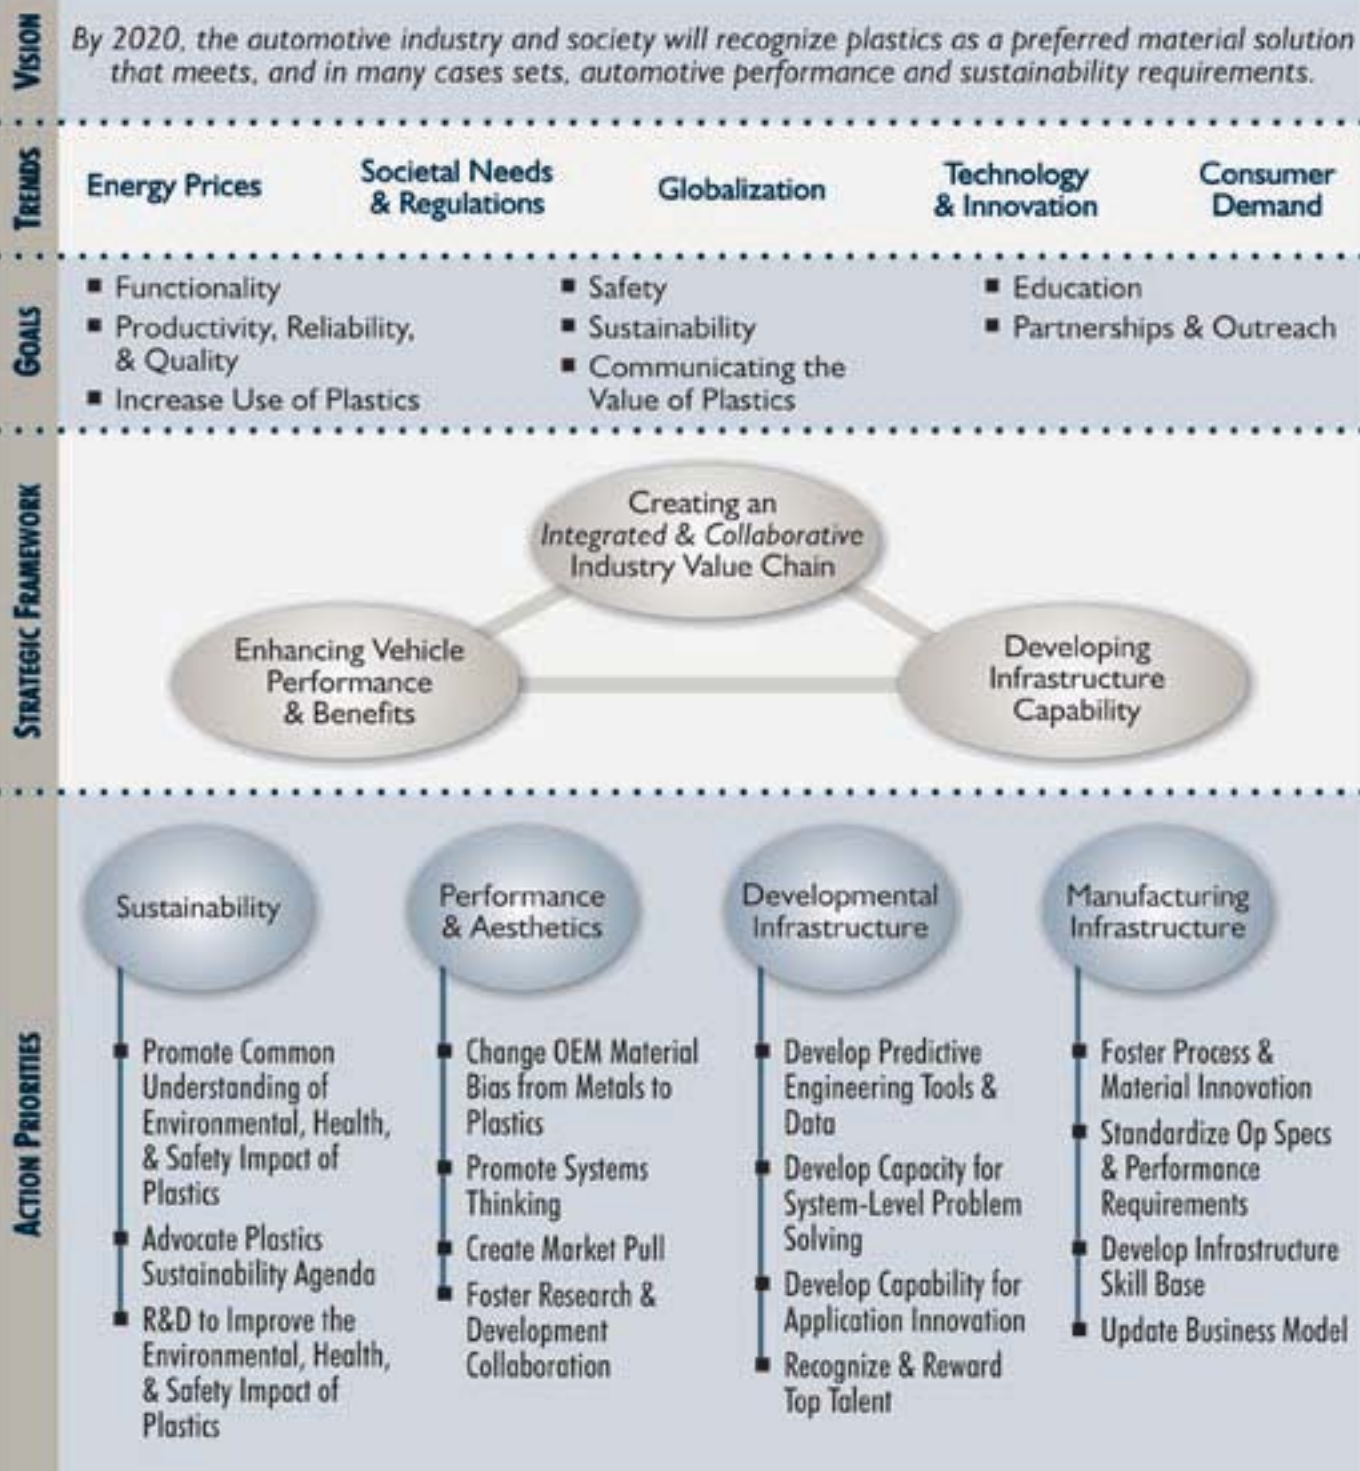 VISION
By 2020, the automotive industry and society will recognize plastics as a preferred material solution
that meets, and in many cases sets, automotive performance and sustainability requirements.
TRENDS
Energy Prices
Societal Needs
& Regulations
Globalization
Technology
& Innovation
Consumer
Demand
GOALS
Functionality
Productivity, Reliability,
& Quality
Increase Use of Plastics
Safety
Sustainability
Communicating the
Value of Plastics
Education
Partnerships & Outreach
STRATEGIC FRAMEWORK
Creating an
Integrated & Collaborative
Industry Value Chain
Enhancing Vehicle
Performance
& Benefits
Developing
Infrastructure
Capability
ACTION PRIORITIES
Sustainability
Promote Common
Understanding of
Environmental, Health,
& Safety Impact of
Plastics
Advocate Plastics
Sustainability Agenda
R&D to Improve the
Environmental, Health,
& Safety Impact of
Plastics
Performance
& Aesthetics
Change OEM Material
Bias from Metals to
Plastics
Promote Systems
Thinking
Create Market Pull
Foster Research &
Development
Collaboration
Developmental
Infrastructure
Develop Predictive
Engineering Tools &
Data
Develop Capacity for
System-Level Problem
Solving
Develop Capability for
Application Innovation
Recognize & Reward
Top Talent
Manufacturing
Infrastructure
Foster Process &
Material Innovation
Standardize Op Specs
& Performance
Requirements
Develop Infrastructure
Skill Base
Update Business Model